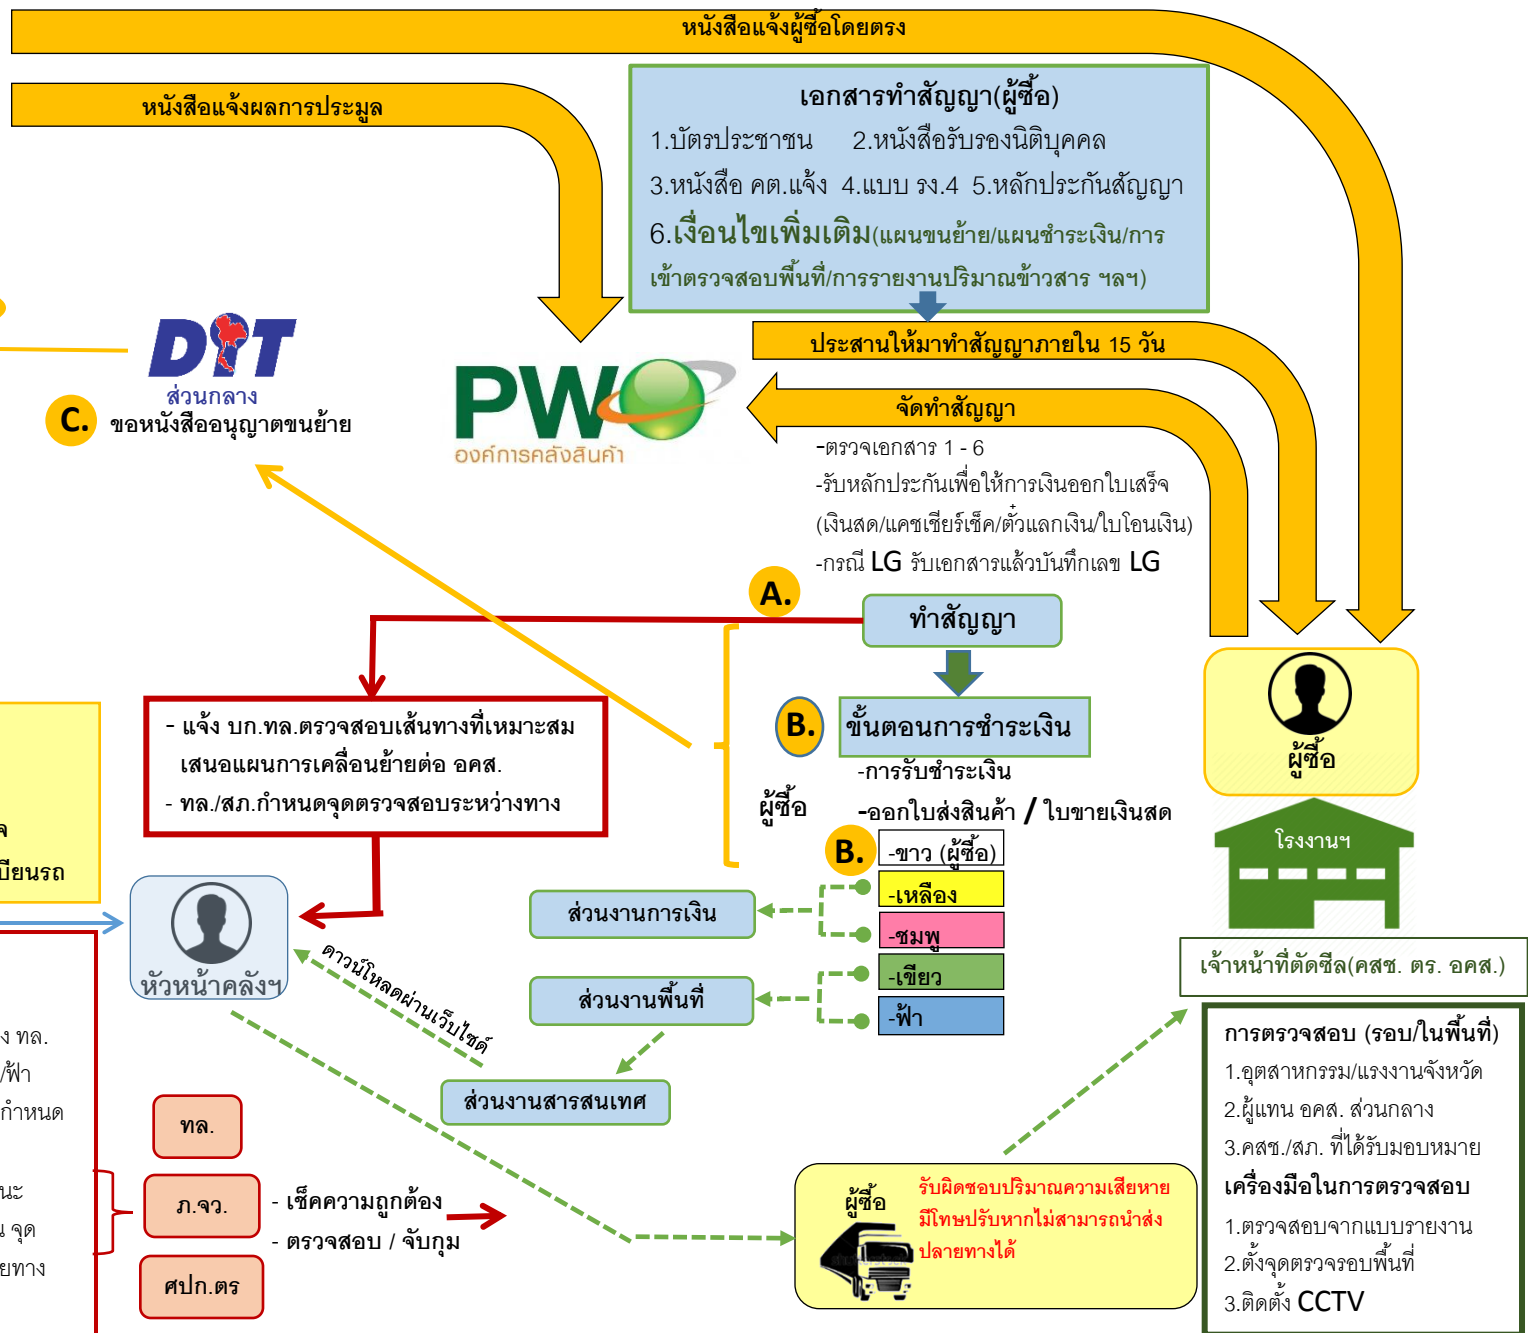 หนังสือแจ้งผู้ซื้อโดยตรง
หนังสือแจ้งผลการประมูล
เอกสารทำสัญญา(ผู้ซื้อ)
1.บัตรประชาชน 2.หนังสือรับรองนิติบุคคล
3.หนังสือ คต.แจ้ง 4.แบบ รง.4 5.หลักประกันสัญญา
6.เงื่อนไขเพิ่มเติม(แผนขนย้าย/แผนชำระเงิน/การ
เข้าตรวจสอบพื้นที่/การรายงานปริมาณข้าวสาร ฯลฯ)
DIT
ส่วนกลาง
C. ขอหนังสืออนุญาตขนย้าย
PWO
องค์การคลังสินค้า
ประสานให้มาทำสัญญาภายใน 15 วัน
จัดทำสัญญา
-ตรวจเอกสาร 1 - 6
-รับหลักประกันเพื่อให้การเงินออกใบเสร็จ
(เงินสด/แคชเชียร์เช็ค/ตั๋วแลกเงิน/ใบโอนเงิน)
-กรณี LG รับเอกสารแล้วบันทึกเลข LG
A.
ทำสัญญา
B.
ขั้นตอนการชำระเงิน
-การรับชำระเงิน
-ออกใบส่งสินค้า / ใบขายเงินสด
ผู้ซื้อ
B.
-ขาว (ผู้ซื้อ)
-เหลือง
-ชมพู
-เขียว
-ฟ้า
- แจ้ง บก.ทล.ตรวจสอบเส้นทางที่เหมาะสม
เสนอแผนการเคลื่อนย้ายต่อ อคส.
- ทล./สภ.กำหนดจุดตรวจสอบระหว่างทาง
จ
บียนรถ
หัวหน้าคลังฯ
ดาวน์โหลดผ่านเว็บไซด์
ส่วนงานการเงิน
ส่วนงานพื้นที่
ส่วนงานสารสนเทศ
ผู้ซื้อ
โรงงานฯ
เจ้าหน้าที่ตัดซีล(คสช. ตร. อคส.)
การตรวจสอบ (รอบ/ในพื้นที่)
1.อุตสาหกรรม/แรงงานจังหวัด
2.ผู้แทน อคส. ส่วนกลาง
3.คสช./สภ. ที่ได้รับมอบหมาย
เครื่องมือในการตรวจสอบ
1.ตรวจสอบจากแบบรายงาน
2.ตั้งจุดตรวจรอบพื้นที่
3.ติดตั้ง CCTV
ง ทล.
/ฟ้า
กำหนด
นะ
น จุด
ยทาง
ทล.
ภ.จว.
ศปก.ตร
- เช็คความถูกต้อง
- ตรวจสอบ / จับกุม
ผู้ซื้อ
รับผิดชอบปริมาณความเสียหาย
มีโทษปรับหากไม่สามารถนำส่ง
ปลายทางได้